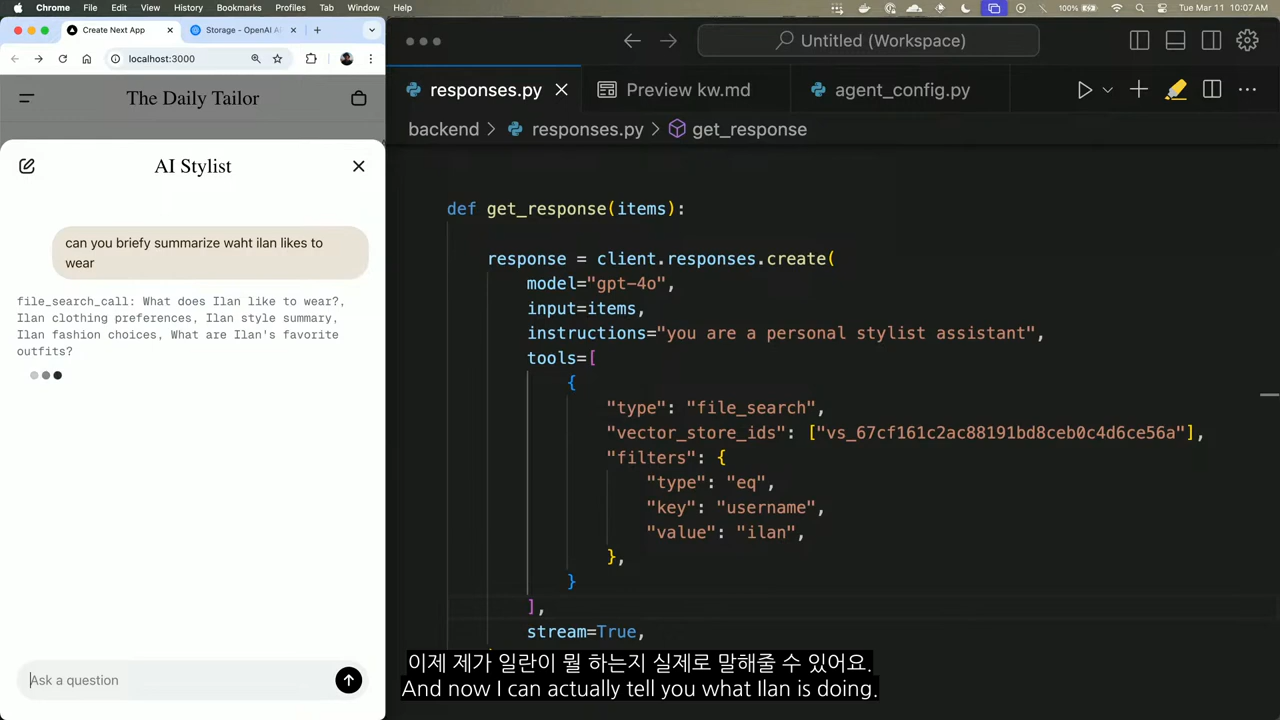 Chrome File Edit View History Bookmarks Profiles Tab Window Help 100% Tue Mar 11 10:07 AM
Create Next App Storage - OpenAI A
localhost:3000
The Daily Tailor
AI Stylist
can you briefy summarize waht ilan likes to
wear
file_search_call: What does Ilan like to wear?,
Ilan clothing preferences, Ilan style summary,
Ilan fashion choices, What are Ilan's favorite
outfits?
Ask a question
Untitled (Workspace)
responses.py Preview kw.md agent_config.py
backend > responses.py > get_response
def get_response(items):
response = client.responses.create(
model="gpt-4o",
input=items,
instructions="you are a personal stylist assistant",
tools=[
{
"type": "file_search",
"vector_store_ids": ["vs_67cf161c2ac88191bd8ceb0c4d6ce56a"],
"filters": {
"type": "eq",
"key": "username",
"value": "ilan",
},
}
],
stream=True,
이제 제가 일란이 뭘 하는지 실제로 말해줄 수 있어요.
And now I can actually tell you what Ilan is doing.